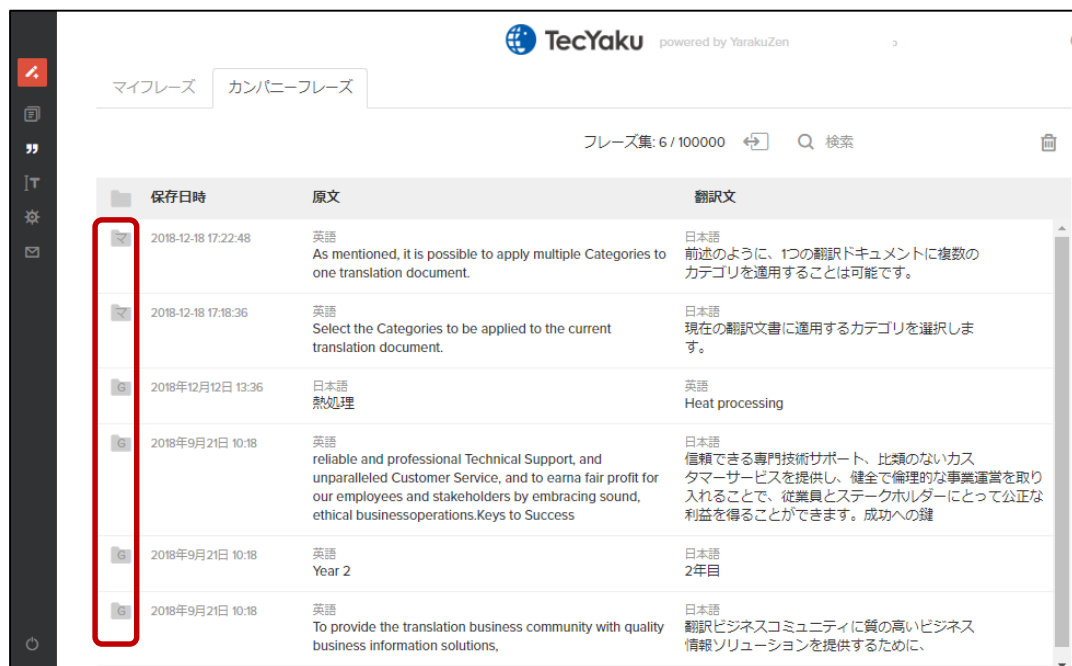 TecYaku powered by YarakuZen
マイフレーズ カンパニーフレーズ
フレーズ集: 6 / 100000 検索
保存日時 原文 翻訳文
マ 2018-12-18 17:22:48 英語 日本語
As mentioned, it is possible to apply multiple Categories to 前述のように、1つの翻訳ドキュメントに複数の
one translation document. カテゴリを適用することは可能です。
マ 2018-12-18 17:18:36 英語 日本語
Select the Categories to be applied to the current 現在の翻訳文書に適用するカテゴリを選択しま
translation document. す。
G 2018年12月12日 13:36 日本語 英語
熱処理 Heat processing
G 2018年9月21日 10:18 英語 日本語
reliable and professional Technical Support, and 信頼できる専門技術サポート、比類のないカス
unparalleled Customer Service, and to earna fair profit for タマーサービスを提供し、健全で倫理的な事業運営を取り
our employees and stakeholders by embracing sound, 入れることで、従業員とステークホルダーにとって公正な
ethical businessoperations.Keys to Success 利益を得ることができます。成功への鍵
G 2018年9月21日 10:18 英語 日本語
Year 2 2年目
G 2018年9月21日 10:18 英語 日本語
To provide the translation business community with quality 翻訳ビジネスコミュニティに質の高いビジネス
business information solutions, 情報ソリューションを提供するために、